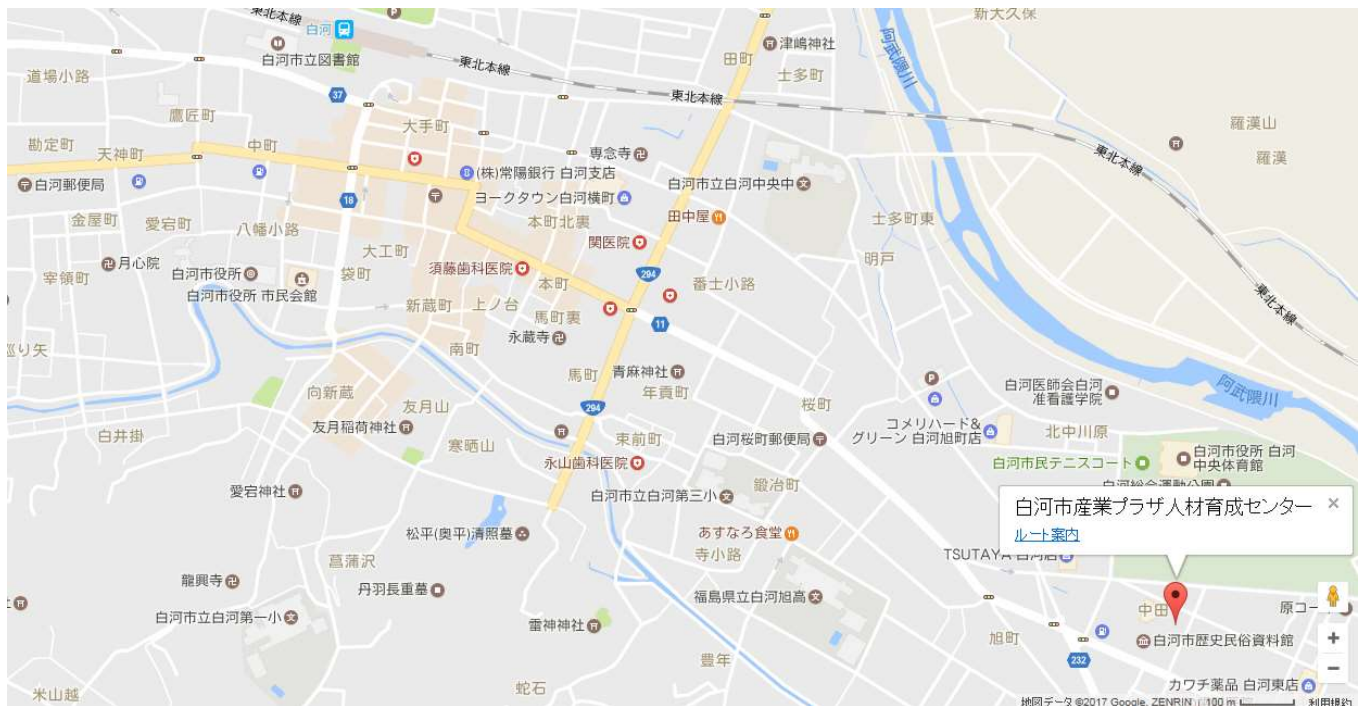 東北本線
白河
新大久保
津嶋神社
白河市立図書館
田町
阿武隈川
東北本線
士多町
道場小路
37
東北本線
鷹匠町
大手町
羅漢山
勘定町
天神町
中町
専念寺
羅漢
東北本線
(株)常陽銀行 白河支店
白河市立白河中央中
白河郵便局
ヨークタウン白河横町
18
金屋町
愛宕町
八幡小路
本町北裏
田中屋
士多町東
大工町
関医院
月心院
白河市役所
袋町
須藤歯科医院
294
明戸
宰領町
白河市役所 市民会館
本町
番士小路
東北本線
新蔵町
上ノ台
馬町裏
11
永蔵寺
巡り矢
南町
馬町
青麻神社
年貢町
白河医師会白河
准看護学院
阿武隈川
向新蔵
友月山
294
桜町
コメリハード&
グリーン 白河旭町店
北中川原
白井掛
友月稲荷神社
寒晒山
束前町
白河桜町郵便局
白河市役所 白河
中央体育館
永山歯科医院
白河市民テニスコート
愛宕神社
白河市立白河第三小
鍛冶町
白河総合運動公園
白河市産業プラザ人材育成センター
×
ルート案内
松平(奥平)清照墓
あすなろ食堂
寺小路
TSUTAYA 白河店
菖蒲沢
龍興寺
丹羽長重墓
福島県立白河旭高
中田
原コー
白河市立白河第一小
雷神神社
旭町
白河市歴史民俗資料館
+
豊年
232
−
米山越
蛇石
カワチ薬品 白河東店
地図データ ©2017 Google, ZENRIN
100 m
利用規約